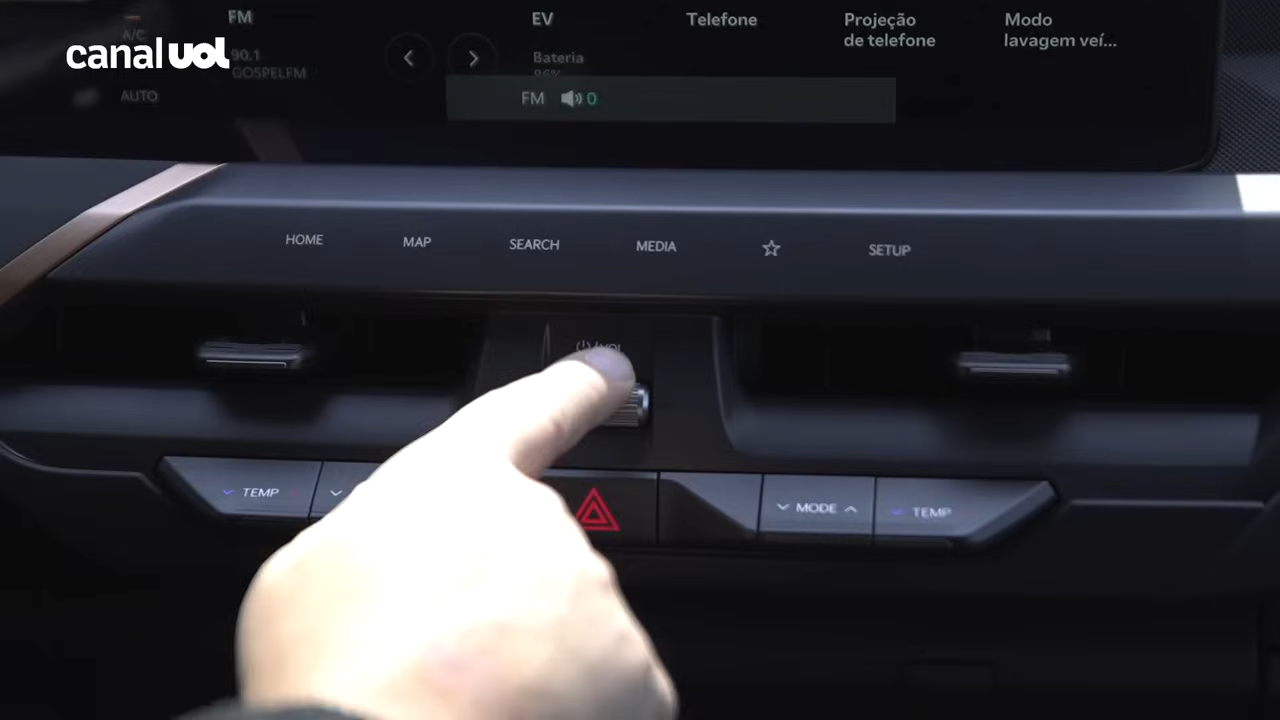 FM
EV
Telefone
Projeção
de telefone
Modo
lavagem veí...
A/C
canal UOL
90.1
GOSPELFM
Bateria
86%
AUTO
FM 0
HOME
MAP
SEARCH
MEDIA
SETUP
VOL
TEMP
MODE
TEMP